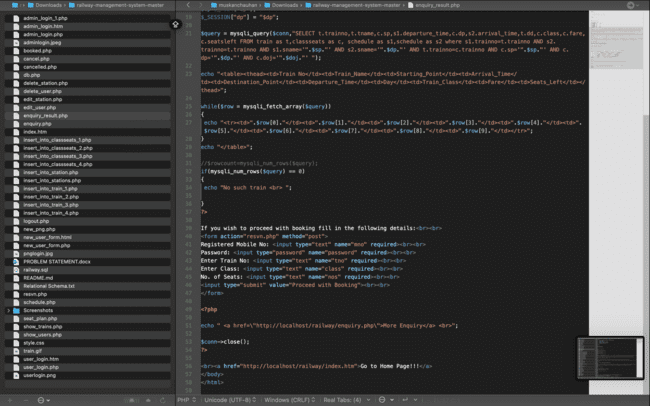 Downloads
railway-management-system-master
muskanchauhan
Downloads
railway-management-system-master
enquiry_result.php
admin_login_1.php
admin_login.htm
admin_login.php
adminlogin.jpeg
booked.php
cancel.php
cancelled.php
db.php
delete_station.php
delete_user.php
edit_station.php
edit_user.php
enquiry_result.php
enquiry.php
index.htm
insert_into_classseats_1.php
insert_into_classseats_2.php
insert_into_classseats_3.php
insert_into_classseats_4.php
insert_into_station.php
insert_into_stations.php
insert_into_train_1.php
insert_into_train_2.php
insert_into_train_3.php
insert_into_train_4.php
logout.php
new_png.php
new_user_form.html
new_user_form.php
pnglogin.jpg
PROBLEM STATEMENT.docx
railway.sql
README.md
Relational Schema.txt
resvn.php
schedule.php
Screenshots
seat_plan.php
show_trains.php
show_users.php
style.css
train.gif
user_login.htm
user_login.php
userlogin.png
$_SESSION["dp"] = "$dp";
$query = mysqli_query($conn,"SELECT t.trainno,t.tname,c.sp,s1.departure_time,c.dp,s2.arrival_time,t.dd,c.class,c.fare,
c.seatsleft FROM train as t,classseats as c, schedule as s1,schedule as s2 where s1.trainno=t.trainno AND s2.
trainno=t.trainno AND s1.sname='".$sp."' AND s2.sname='".$dp."' AND t.trainno=c.trainno AND c.sp='".$sp."' AND c.
dp='".$dp."' AND c.doj='".$doj."' ");
echo "<table><thead><td>Train No</td><td>Train_Name</td><td>Starting_Point</td><td>Arrival_Time</
td><td>Destination_Point</td><td>Departure_Time</td><td>Day</td><td>Train_Class</td><td>Fare</td><td>Seats_Left</td></
thead>";
while($row = mysqli_fetch_array($query))
{
echo "<tr><td>".$row[0]."</td><td>".$row[1]."</td><td>".$row[2]."</td><td>".$row[3]."</td><td>".$row[4]."</td><td>".
$row[5]."</td><td>".$row[6]."</td><td>".$row[7]."</td><td>".$row[8]."</td><td>".$row[9]."</td></tr>";
}
echo "</table>";
//$rowcount=mysqli_num_rows($query);
if(mysqli_num_rows($query) == 0)
{
echo "No such train <br> ";
}
?>
If you wish to proceed with booking fill in the following details:<br><br>
<form action="resvn.php" method="post">
Registered Mobile No: <input type="text" name="mno" required><br><br>
Password: <input type="password" name="password" required><br><br>
Enter Train No: <input type="text" name="tno" required><br><br>
Enter Class: <input type="text" name="class" required><br><br>
No. of Seats: <input type="text" name="nos" required><br><br>
<input type="submit" value="Proceed with Booking"><br><br>
</form>
<?php
echo " <a href=\"http://localhost/railway/enquiry.php\">More Enquiry</a> <br>";
$conn->close();
?>
<br><a href="http://localhost/railway/index.htm">Go to Home Page!!!</a>
</body>
</html>
PHP Unicode (UTF-8) Windows (CRLF) Real Tabs: (4)